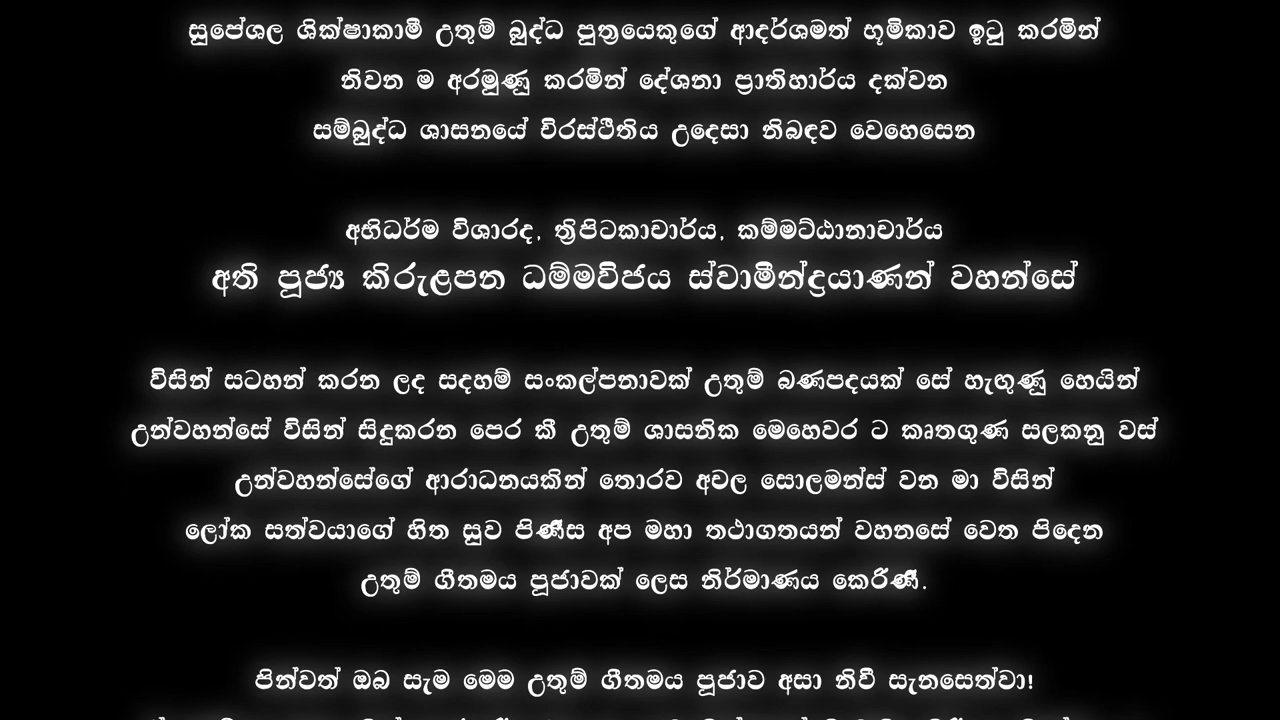 සුපේශල ශික්ෂාකාමී උතුම් බුද්ධ පුත්‍රයෙකුගේ ආදර්ශමත් භූමිකාව ඉටු කරමින්
නිවන ම අරමුණු කරමින් දේශනා ප්‍රාතිහාර්ය දක්වන
සම්බුද්ධ ශාසනයේ චිරස්ථිතිය උදෙසා නිබඳව වෙහෙසෙන
අභිධර්ම විශාරද, ත්‍රිපිටකාචාර්ය, කම්මට්ඨානාචාර්ය
අති පූජ්‍ය කිරුළපන ධම්මවිජය ස්වාමීන්ද්‍රයාණන් වහන්සේ
විසින් සටහන් කරන ලද සදහම් සංකල්පනාවක් උතුම් බණපදයක් සේ හැඟුණු හෙයින්
උන්වහන්සේ විසින් සිදුකරන පෙර කී උතුම් ශාසනික මෙහෙවර ට කෘතගුණ සලකනු වස්
උන්වහන්සේගේ ආරාධනයකින් තොරව අචල සොලමන්ස් වන මා විසින්
ලෝක සත්වයාගේ හිත සුව පිණිස අප මහා තථාගතයන් වහනසේ වෙත පිදෙන
උතුම් ගීතමය පූජාවක් ලෙස නිර්මාණය කෙරිණි.
පින්වත් ඔබ සැම මෙම උතුම් ගීතමය පූජාව අසා නිවී සැනසෙත්වා!